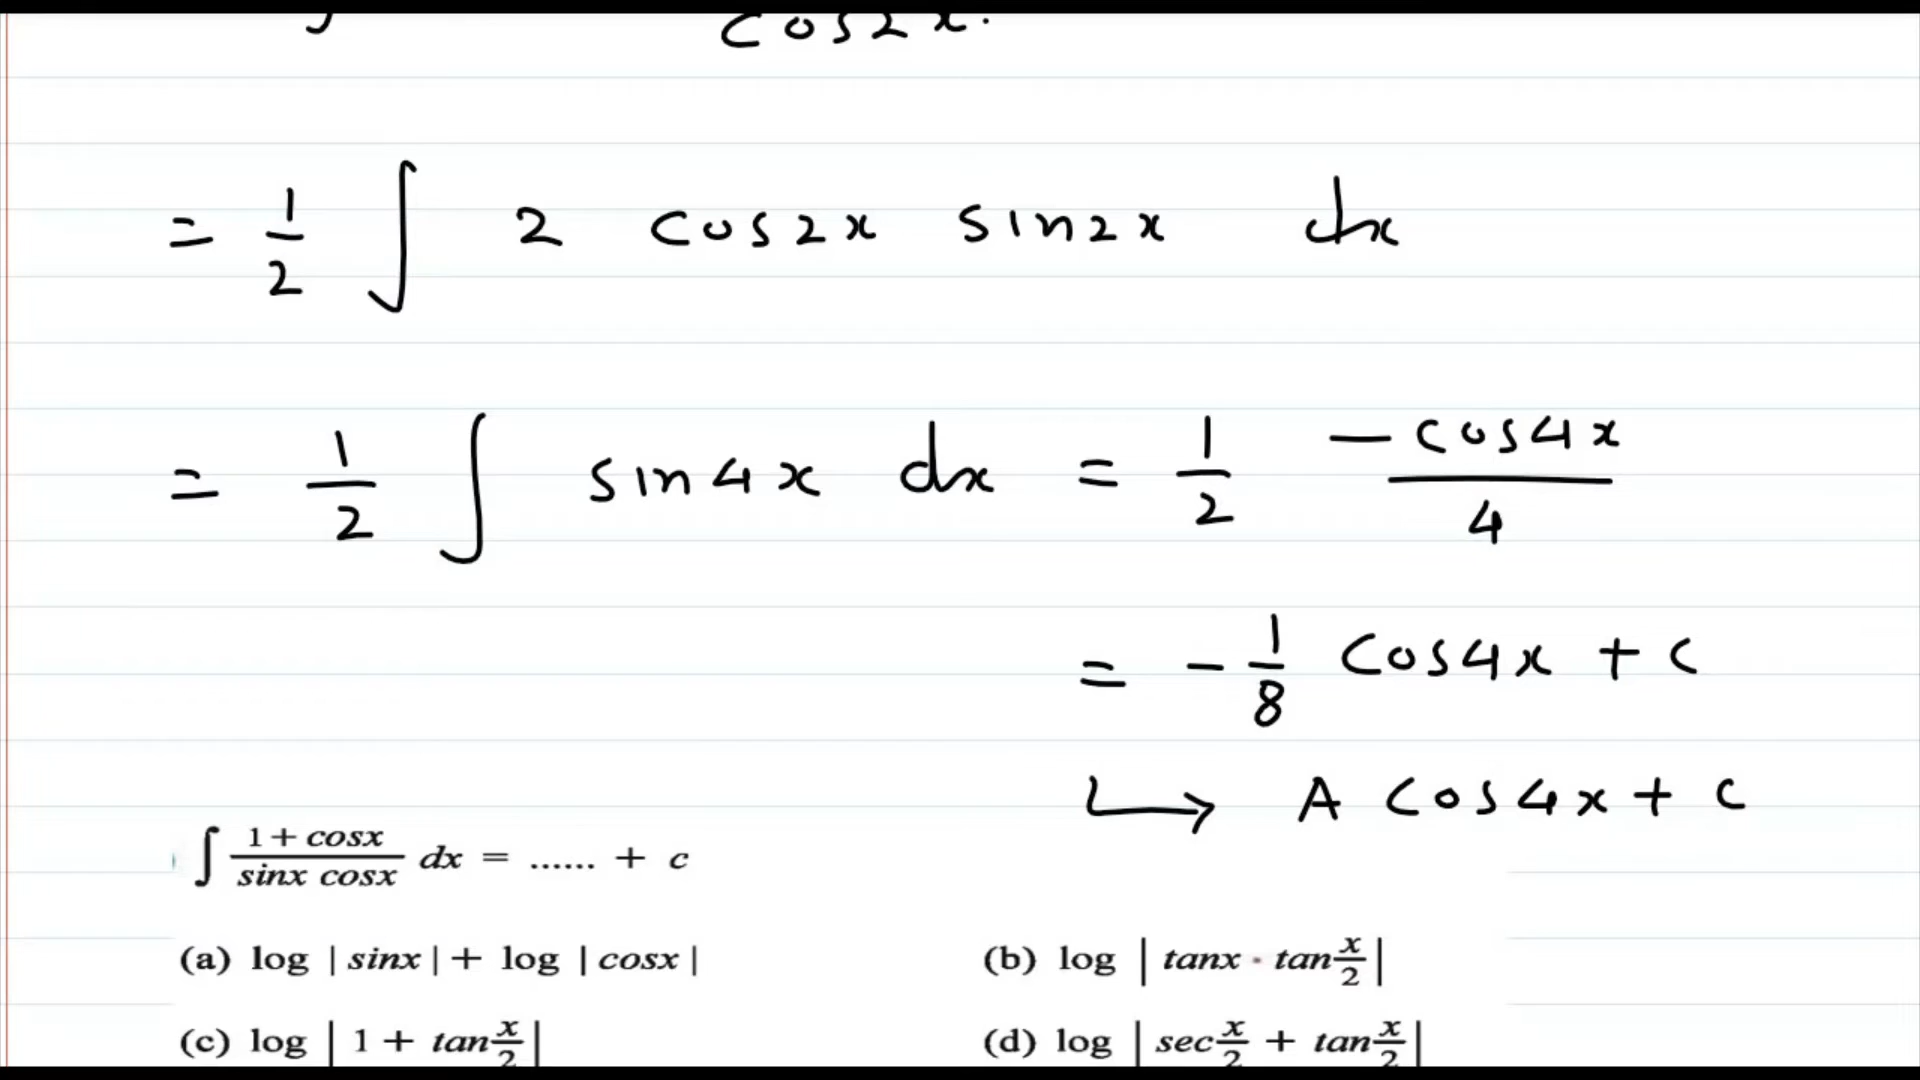 ∫ cos2x.
= 1/2 ∫ 2 cos2x sin2x dx
= 1/2 ∫ sin4x dx = 1/2 -cos4x/4
= -1/8 cos4x + c
↳ A cos4x + c
∫ (1 + cosx)/(sinx cosx) dx = ...... + c
(a) log | sinx | + log | cosx |
(b) log | tanx · tan x/2 |
(c) log | 1 + tan x/2 |
(d) log | sec x/2 + tan x/2 |